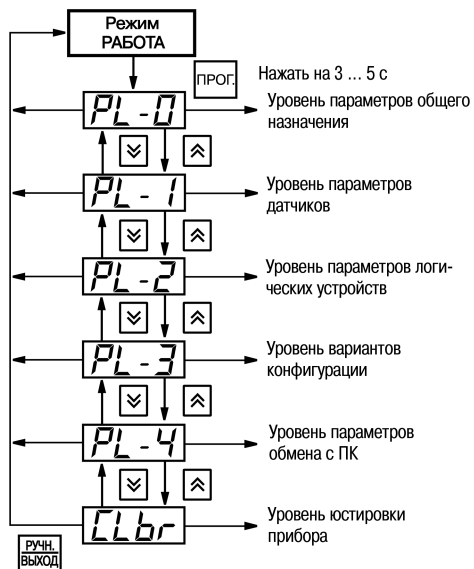 Режим
РАБОТА
ПРОГ.
Нажать на 3 ... 5 с
PL-0
Уровень параметров общего
назначения
PL-1
Уровень параметров
датчиков
PL-2
Уровень параметров логи-
ческих устройств
PL-3
Уровень вариантов
конфигурации
PL-4
Уровень параметров
обмена с ПК
CLbr
Уровень юстировки
прибора
РУЧН.
ВЫХОД